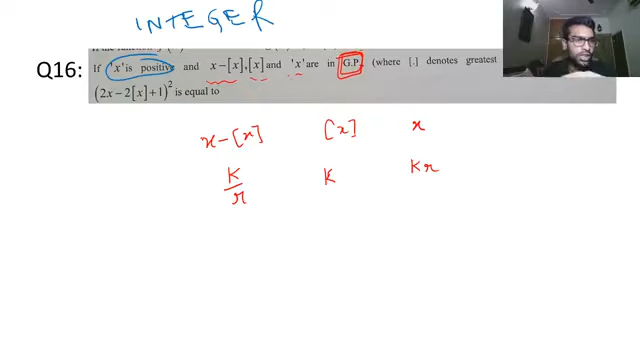 INTEGER
Q16:
If 'x' is positive and x-[x],[x] and 'x' are in G.P. (where [.] denotes greatest
(2x-2[x]+1)² is equal to
x-[x] [x] x
K/r K Kr